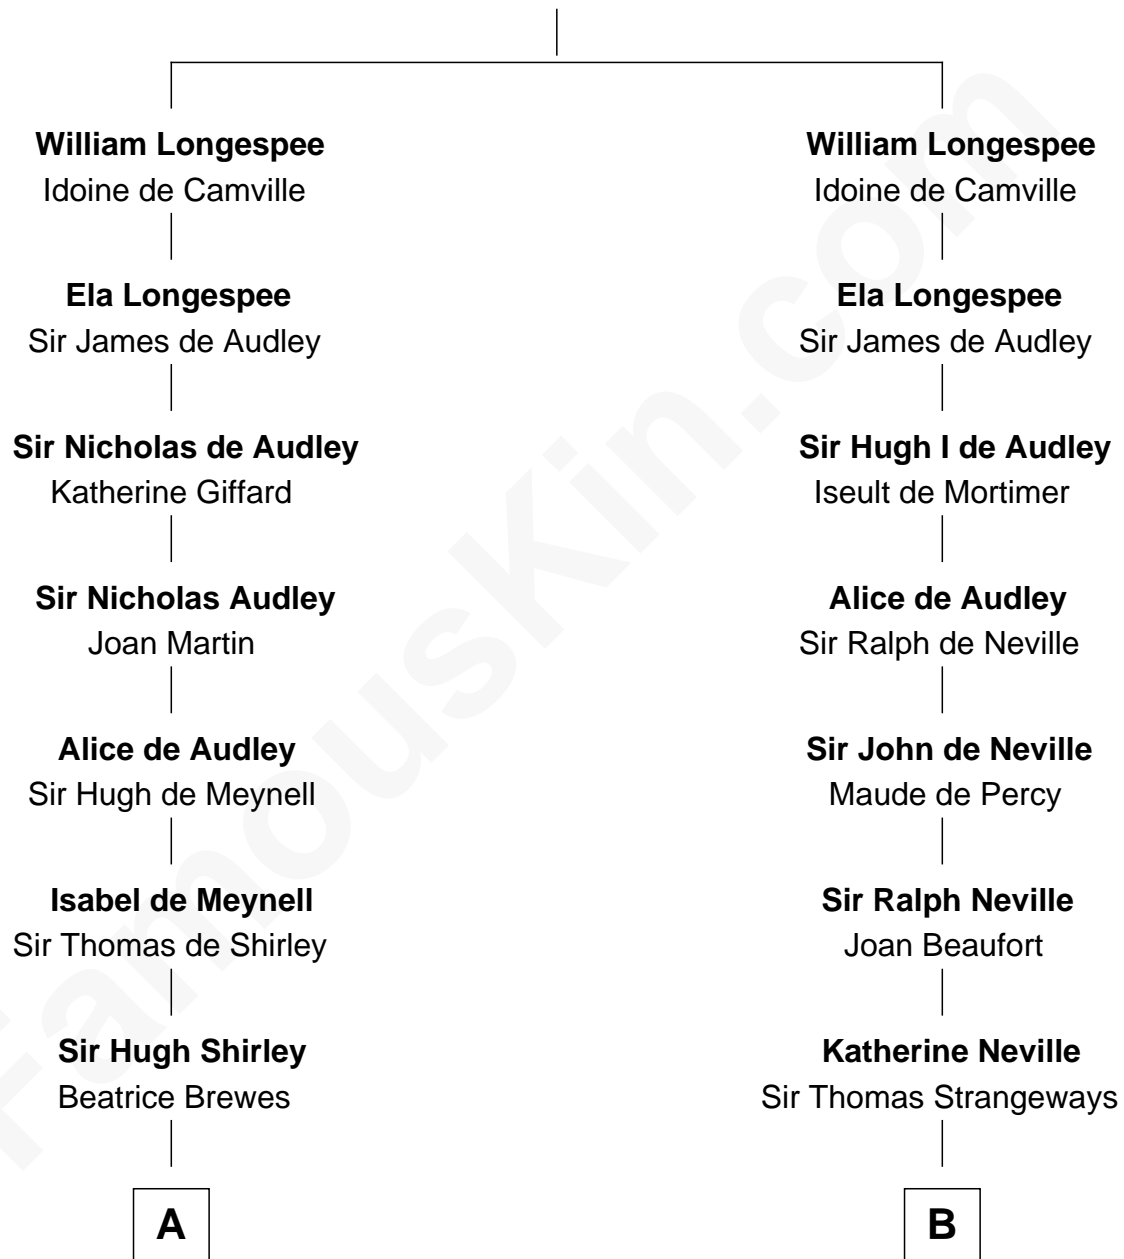 William Longespee
Idoine de Camville
Ela Longespee
Sir James de Audley
Sir Nicholas de Audley
Katherine Giffard
Sir Nicholas Audley
Joan Martin
Alice de Audley
Sir Hugh de Meynell
Isabel de Meynell
Sir Thomas de Shirley
Sir Hugh Shirley
Beatrice Brewes
A
William Longespee
Idoine de Camville
Ela Longespee
Sir James de Audley
Sir Hugh I de Audley
Iseult de Mortimer
Alice de Audley
Sir Ralph de Neville
Sir John de Neville
Maude de Percy
Sir Ralph Neville
Joan Beaufort
Katherine Neville
Sir Thomas Strangeways
B
FamousKin.com